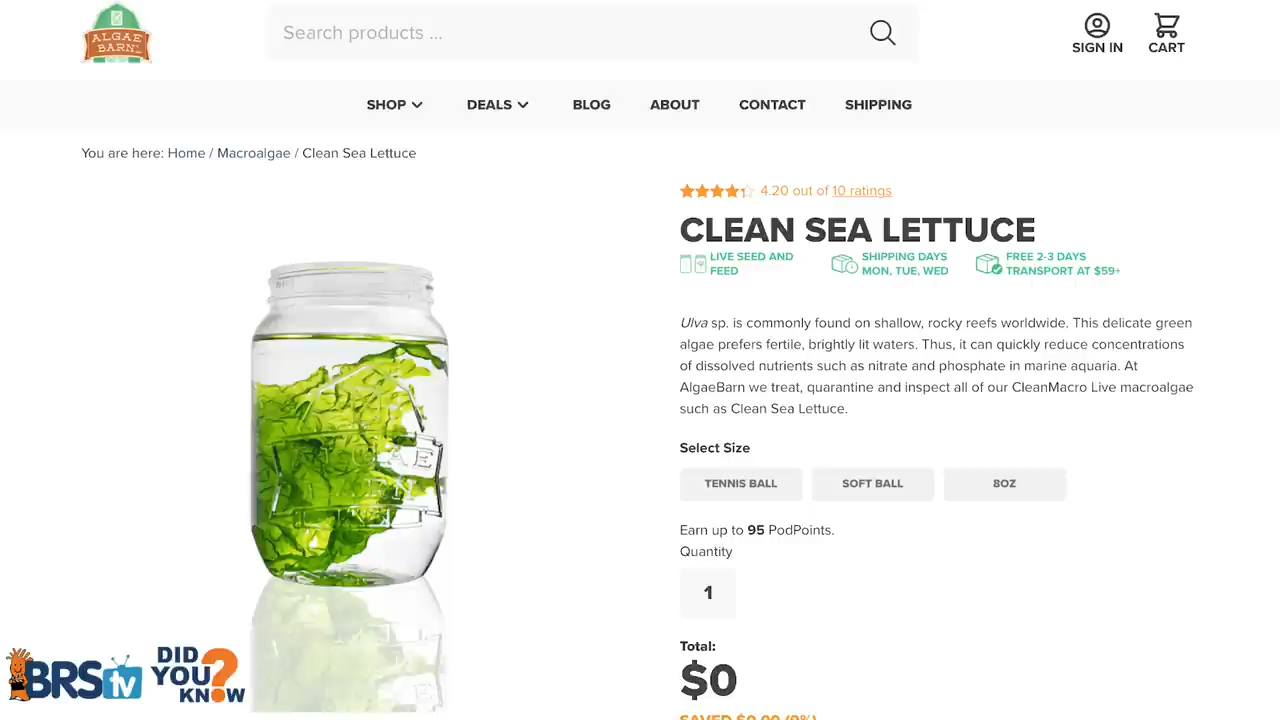 ALGAE
BARN
Search products ...
SIGN IN
CART
SHOP
DEALS
BLOG
ABOUT
CONTACT
SHIPPING
You are here: Home / Macroalgae / Clean Sea Lettuce
4.20 out of 10 ratings
CLEAN SEA LETTUCE
LIVE SEED AND
FEED
SHIPPING DAYS
MON, TUE, WED
FREE 2-3 DAYS
TRANSPORT AT $59+
Ulva sp. is commonly found on shallow, rocky reefs worldwide. This delicate green
algae prefers fertile, brightly lit waters. Thus, it can quickly reduce concentrations
of dissolved nutrients such as nitrate and phosphate in marine aquaria. At
AlgaeBarn we treat, quarantine and inspect all of our CleanMacro Live macroalgae
such as Clean Sea Lettuce.
Select Size
TENNIS BALL
SOFT BALL
8OZ
Earn up to 95 PodPoints.
Quantity
1
Total:
$0
SAVED $0.00 (0%)
BRStv
DID
YOU
KNOW
?